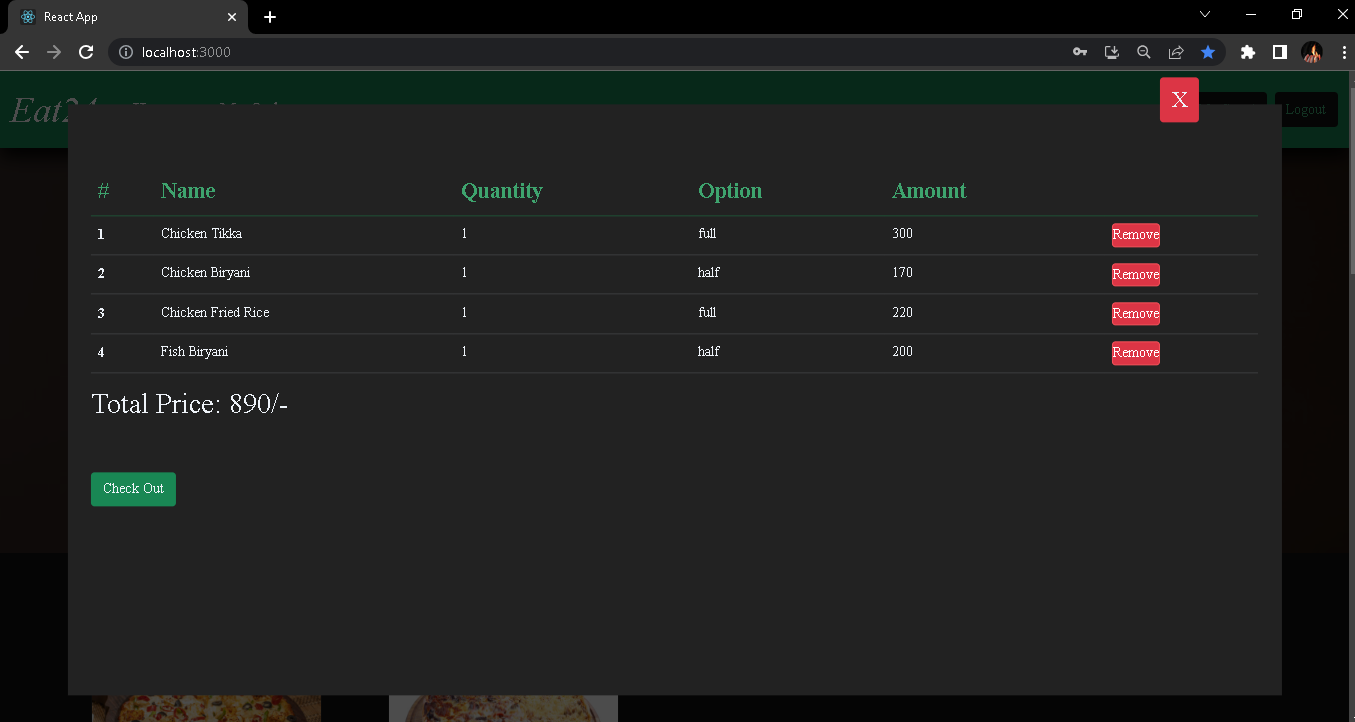 React App
localhost:3000
X
Logout
# Name Quantity Option Amount
1 Chicken Tikka 1 full 300 Remove
2 Chicken Biryani 1 half 170 Remove
3 Chicken Fried Rice 1 full 220 Remove
4 Fish Biryani 1 half 200 Remove
Total Price: 890/-
Check Out